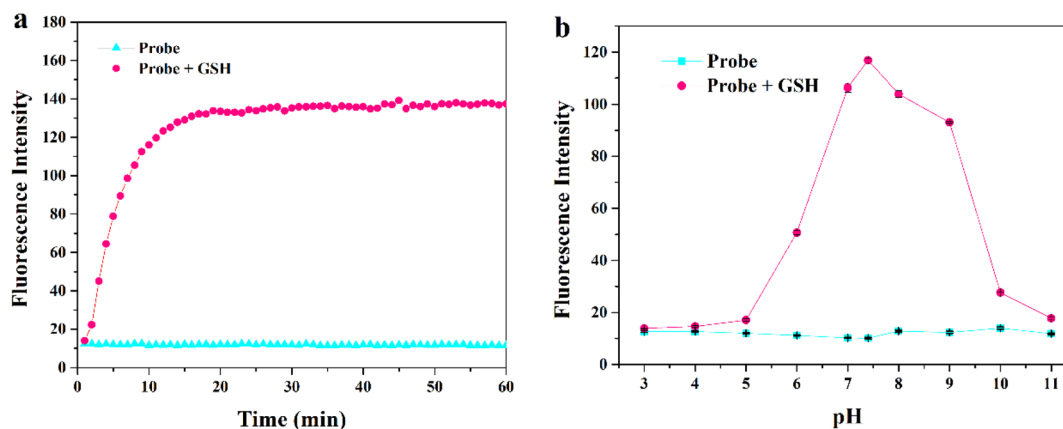 a
Probe
Probe + GSH
Fluorescence Intensity
180
160
140
120
100
80
60
40
20
0
0 10 20 30 40 50 60
Time (min)
b
Probe
Probe + GSH
Fluorescence Intensity
120
100
80
60
40
20
0
3 4 5 6 7 8 9 10 11
pH